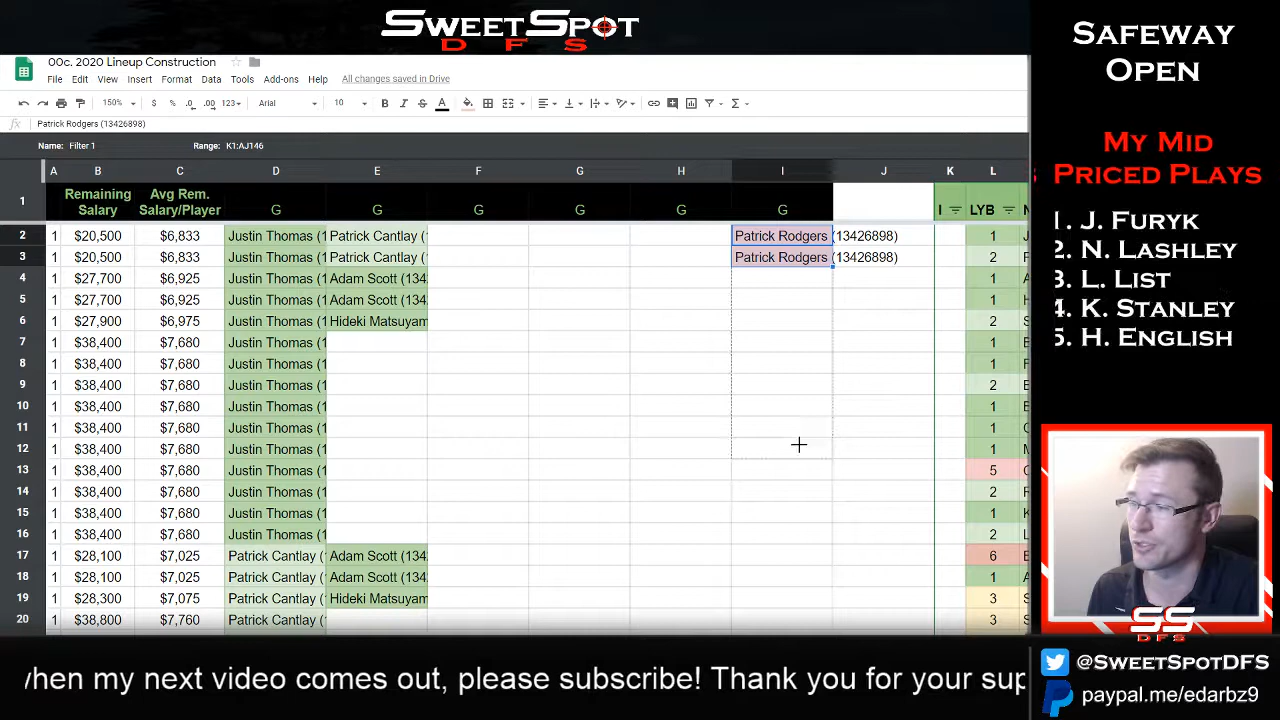 SweetSpot
DFS
00c. 2020 Lineup Construction
File Edit View Insert Format Data Tools Add-ons Help All changes saved in Drive
150% $ % .0 .00 123 Arial 10 B I S A
fx Patrick Rodgers (13426898)
Name: Filter 1 Range: K1:AJ146
A B C D E F G H I J K L
1 Remaining Salary Avg Rem. Salary/Player G G G G G G I LYB
2 1 $20,500 $6,833 Justin Thomas (1 Patrick Cantlay ( Patrick Rodgers (13426898) 1
3 1 $20,500 $6,833 Justin Thomas (1 Patrick Cantlay ( Patrick Rodgers (13426898) 2
4 1 $27,700 $6,925 Justin Thomas (1 Adam Scott (134 1
5 1 $27,700 $6,925 Justin Thomas (1 Adam Scott (134 1
6 1 $27,900 $6,975 Justin Thomas (1 Hideki Matsuyam 2
7 1 $38,400 $7,680 Justin Thomas (1 1
8 1 $38,400 $7,680 Justin Thomas (1 1
9 1 $38,400 $7,680 Justin Thomas (1 2
10 1 $38,400 $7,680 Justin Thomas (1 1
11 1 $38,400 $7,680 Justin Thomas (1 1
12 1 $38,400 $7,680 Justin Thomas (1 1
13 1 $38,400 $7,680 Justin Thomas (1 5
14 1 $38,400 $7,680 Justin Thomas (1 2
15 1 $38,400 $7,680 Justin Thomas (1 1
16 1 $38,400 $7,680 Justin Thomas (1 2
17 1 $28,100 $7,025 Patrick Cantlay ( Adam Scott (134 6
18 1 $28,100 $7,025 Patrick Cantlay ( Adam Scott (134 1
19 1 $28,300 $7,075 Patrick Cantlay ( Hideki Matsuyam 3
20 1 $38,800 $7,760 Patrick Cantlay ( 3
Safeway
Open
My Mid
Priced Plays
1. J. Furyk
2. N. Lashley
3. L. List
4. K. Stanley
5. H. English
SS
DFS
@SweetSpotDFS
paypal.me/edarbz9
when my next video comes out, please subscribe! Thank you for your sup